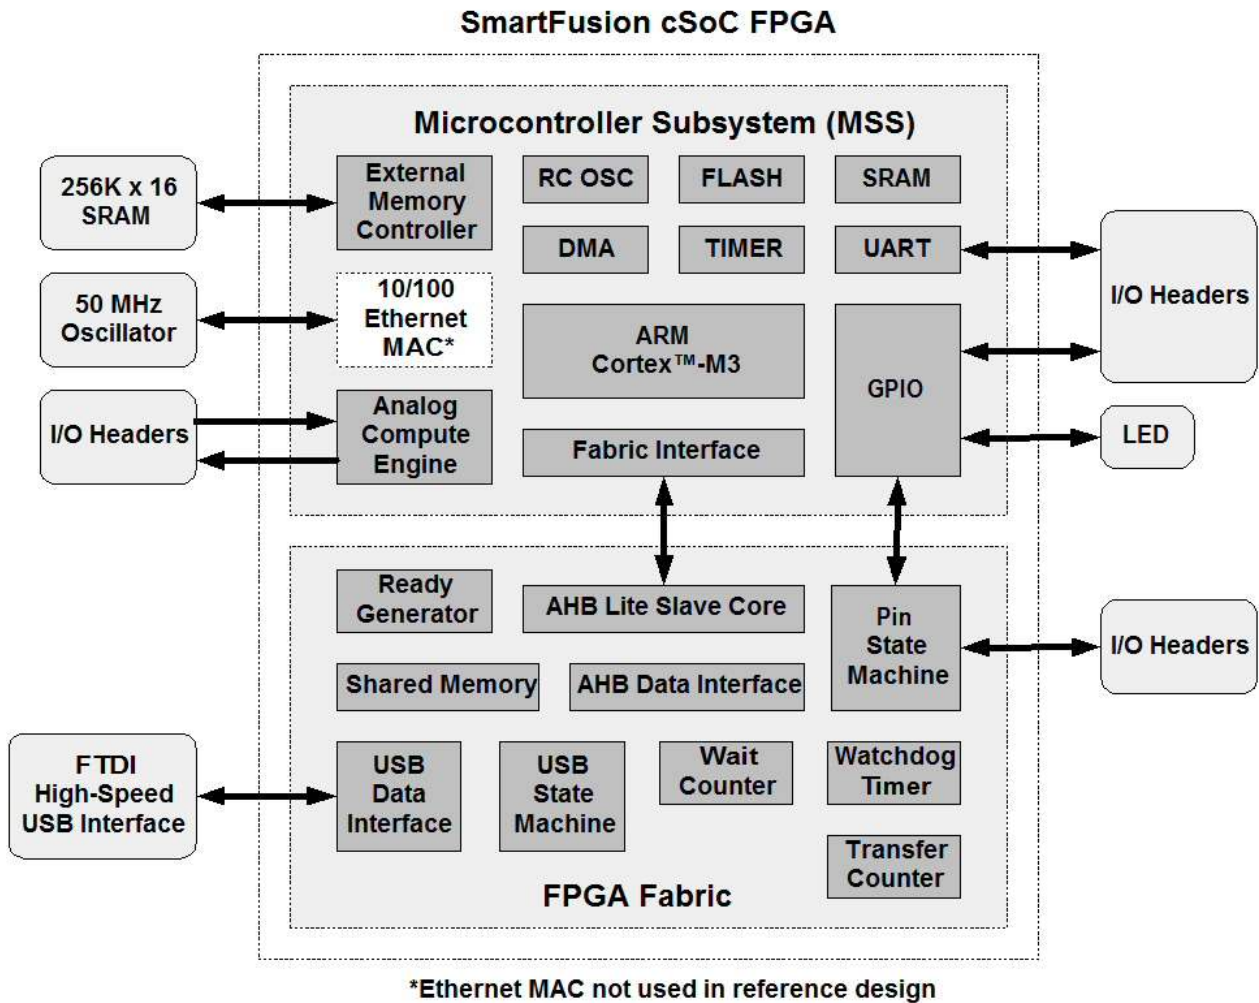 SmartFusion cSoC FPGA
Microcontroller Subsystem (MSS)
256K x 16
SRAM
External
Memory
Controller
RC OSC
FLASH
SRAM
DMA
TIMER
UART
I/O Headers
50 MHz
Oscillator
10/100
Ethernet
MAC*
ARM
Cortex™-M3
GPIO
I/O Headers
Analog
Compute
Engine
Fabric Interface
LED
Ready
Generator
AHB Lite Slave Core
Pin
State
Machine
I/O Headers
Shared Memory
AHB Data Interface
FTDI
High-Speed
USB Interface
USB
Data
Interface
USB
State
Machine
Wait
Counter
Watchdog
Timer
Transfer
Counter
FPGA Fabric
*Ethernet MAC not used in reference design